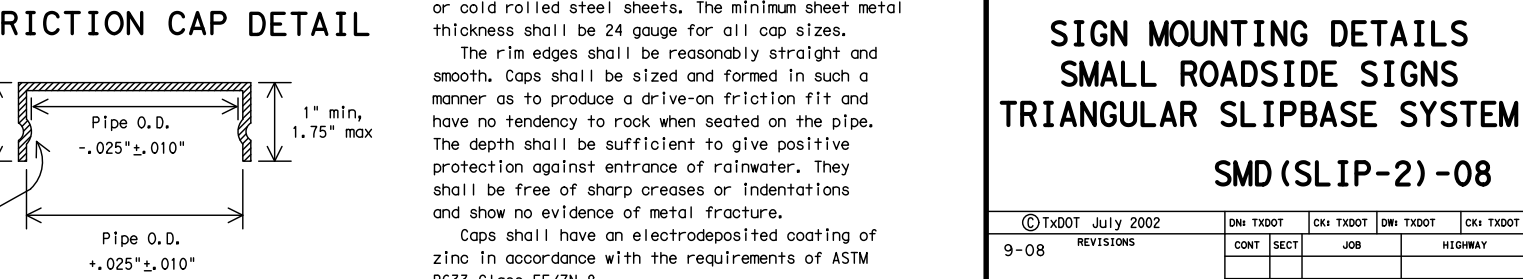 RICTION CAP DETAIL
1" min,
1.75" max
Pipe O.D.
-.025"±.010"
Pipe O.D.
+.025"±.010"
or cold rolled steel sheets. The minimum sheet metal
thickness shall be 24 gauge for all cap sizes.
The rim edges shall be reasonably straight and
smooth. Caps shall be sized and formed in such a
manner as to produce a drive-on friction fit and
have no tendency to rock when seated on the pipe.
The depth shall be sufficient to give positive
protection against entrance of rainwater. They
shall be free of sharp creases or indentations
and show no evidence of metal fracture.
Caps shall have an electrodeposited coating of
zinc in accordance with the requirements of ASTM
SIGN MOUNTING DETAILS
SMALL ROADSIDE SIGNS
TRIANGULAR SLIPBASE SYSTEM
SMD(SLIP-2)-08
©TxDOT July 2002
DN: TXDOT CK: TXDOT DW: TXDOT CK: TXDOT
9-08 REVISIONS
CONT SECT JOB HIGHWAY